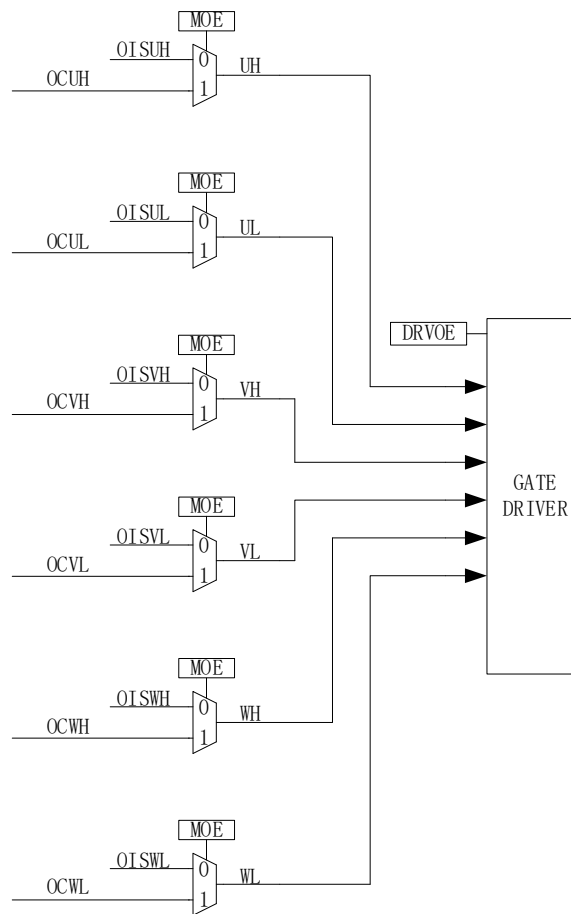 MOE
OISUH 0 UH
OCUH 1
MOE
OISUL 0 UL
OCUL 1
DRVOE
MOE
OISVH 0 VH
OCVH 1
GATE
DRIVER
MOE
OISVL 0 VL
OCVL 1
MOE
OISWH 0 WH
OCWH 1
MOE
OISWL 0 WL
OCWL 1